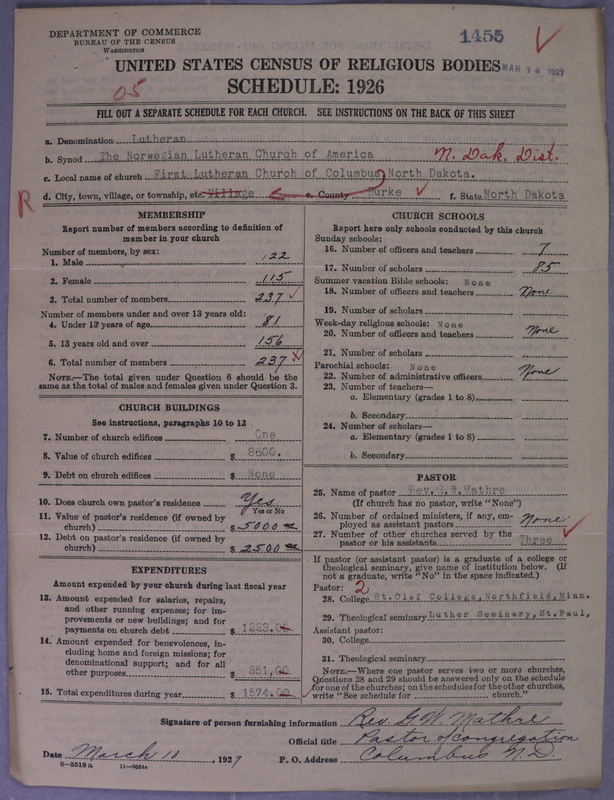 DEPARTMENT OF COMMERCE
BUREAU OF THE CENSUS
WASHINGTON
1455
MAR 14 1927
UNITED STATES CENSUS OF RELIGIOUS BODIES
SCHEDULE: 1926
05
FILL OUT A SEPARATE SCHEDULE FOR EACH CHURCH. SEE INSTRUCTIONS ON THE BACK OF THIS SHEET
a. Denomination Lutheran
b. Synod The Norwegian Lutheran Church of America N. Dak. Dist.
c. Local name of church First Lutheran Church of Columbus, North Dakota.
R d. City, town, village, or township, etc. Village e. County Burke f. State North Dakota
MEMBERSHIP
Report number of members according to definition of
member in your church
Number of members, by sex:
1. Male 122
2. Female 115
3. Total number of members 237
Number of members under and over 13 years old:
4. Under 13 years of age 81
5. 13 years old and over 156
6. Total number of members 237
NOTE.—The total given under Question 6 should be the
same as the total of males and females given under Question 3.
CHURCH BUILDINGS
See instructions, paragraphs 10 to 12
7. Number of church edifices One
8. Value of church edifices $ 8600.
9. Debt on church edifices $ None
10. Does church own pastor's residence Yes
Yes or No
11. Value of pastor's residence (if owned by
church) $ 5000
12. Debt on pastor's residence (if owned by
church) $ 2500
EXPENDITURES
Amount expended by your church during last fiscal year
13. Amount expended for salaries, repairs,
and other running expenses; for im-
provements or new buildings; and for
payments on church debt $ 1223.00
14. Amount expended for benevolences, in-
cluding home and foreign missions; for
denominational support; and for all
other purposes $ 351.00
15. Total expenditures during year $ 1574.00
CHURCH SCHOOLS
Report here only schools conducted by this church
Sunday schools:
16. Number of officers and teachers 7
17. Number of scholars 85
Summer vacation Bible schools: None
18. Number of officers and teachers None
19. Number of scholars
Week-day religious schools: None
20. Number of officers and teachers None
21. Number of scholars
Parochial schools: None
22. Number of administrative officers None
23. Number of teachers—
a. Elementary (grades 1 to 8)
b. Secondary
24. Number of scholars—
a. Elementary (grades 1 to 8)
b. Secondary
PASTOR
25. Name of pastor Rev. G.W. Mathre
(If church has no pastor, write "None")
26. Number of ordained ministers, if any, em-
ployed as assistant pastors None
27. Number of other churches served by the
pastor or his assistants Three
If pastor (or assistant pastor) is a graduate of a college or
theological seminary, give name of institution below. (If
not a graduate, write "No" in the space indicated.)
Pastor: 2
28. College St. Olaf College, Northfield, Minn.
29. Theological seminary Luther Seminary, St. Paul,
Assistant pastor:
30. College
31. Theological seminary
NOTE.—Where one pastor serves two or more churches,
Questions 28 and 29 should be answered only on the schedule
for one of the churches; on the schedules for the other churches,
write "See schedule for church."
Signature of person furnishing information Rev. G. W. Mathre
Official title Pastor of congregation
Date March 18, 1927 P. O. Address Columbus N. D.
8-5518 a 11-9664